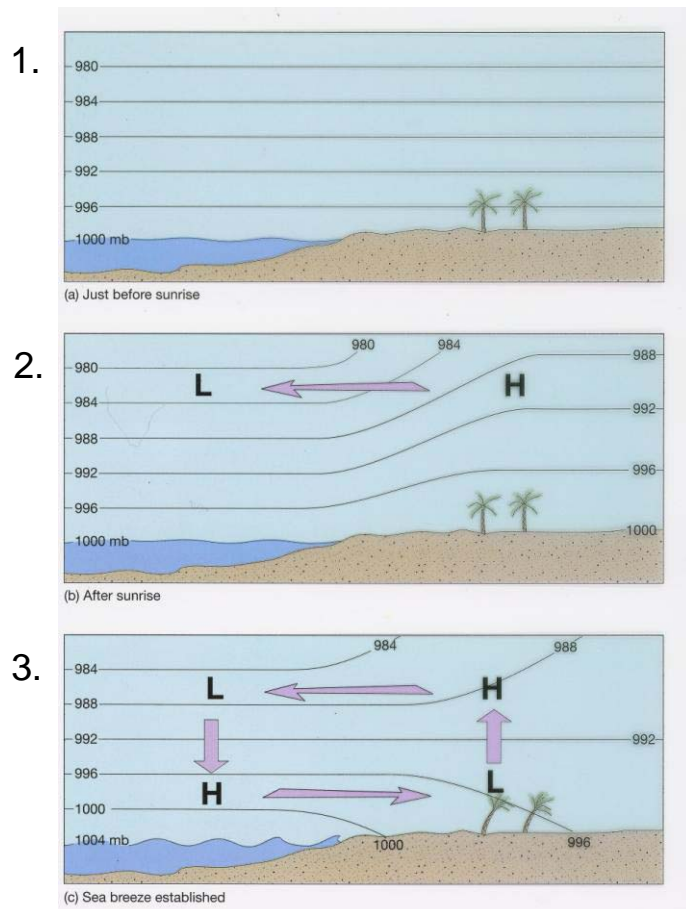 1.
980
984
988
992
996
1000 mb
(a) Just before sunrise
2.
980 984
980 988
L H
984
992
988
992
996
996
1000 mb 1000
(b) After sunrise
3.
984 988
984
L H
988
992 992
996
L
H
1000
1004 mb
1000 996
(c) Sea breeze established